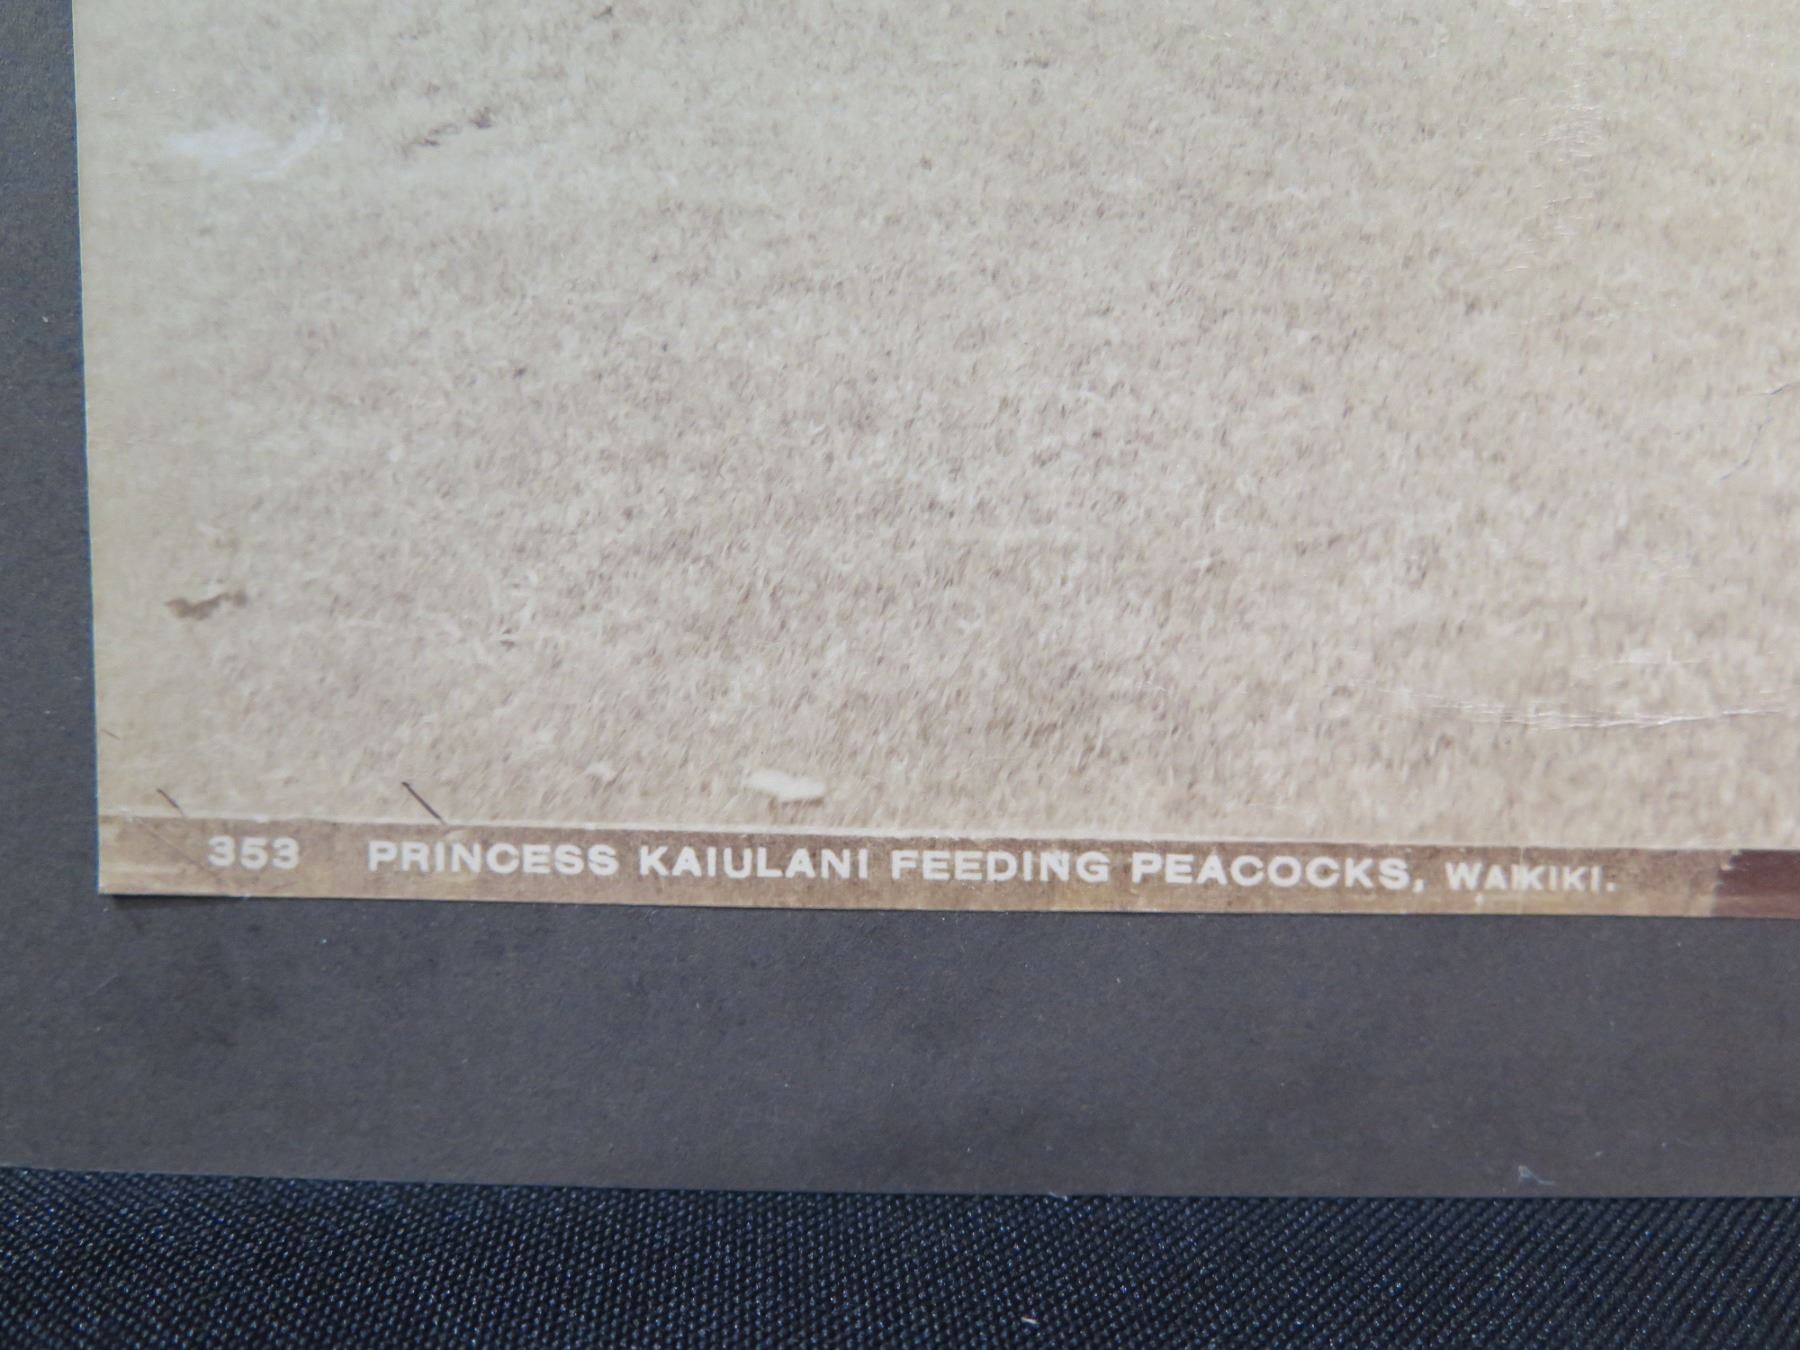 353 PRINCESS KAIULANI FEEDING PEACOCKS, WAIKIKI.